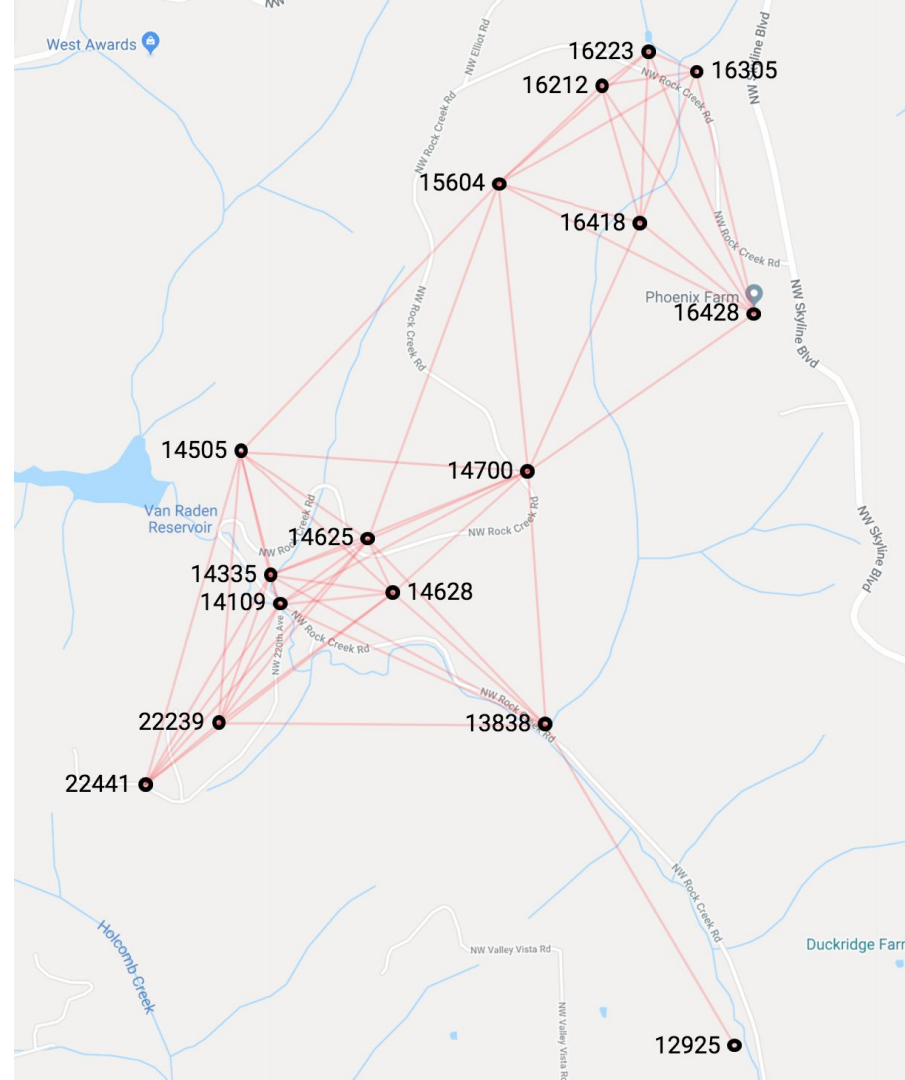 West Awards
NW Elliot Rd
16223
16305
NW Skyline Blvd
16212
NW Rock Creek Rd
NW Rock Creek Rd
15604
16418
NW Rock Creek Rd
Phoenix Farm
16428
NW Skyline Blvd
NW Rock Creek Rd
14505
14700
Van Raden
Reservoir
NW Rock Creek Rd
14625
NW Rock Creek Rd
NW Skyline Blvd
14335
14628
14109
NW Rock Creek Rd
NW 220th Ave
22239
NW Rock Creek Rd
13838
22441
NW Rock Creek Rd
Holcomb Creek
NW Valley Vista Rd
Duckridge Farm
NW Valley Vista Rd
12925